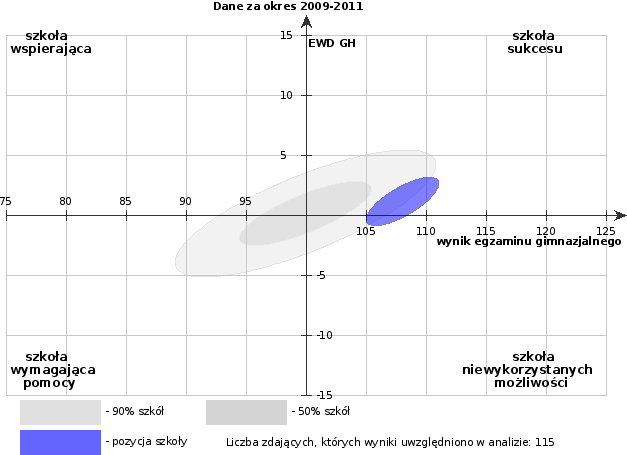 Dane za okres 2009-2011
szkoła
wspierająca
szkoła
sukcesu
EWD GH
15
10
5
75 80 85 90 95
105 110 115 120 125
wynik egzaminu gimnazjalnego
-5
-10
-15
szkoła
wymagająca
pomocy
szkoła
niewykorzystanych
możliwości
- 90% szkół
- 50% szkół
- pozycja szkoły
Liczba zdających, których wyniki uwzględniono w analizie: 115